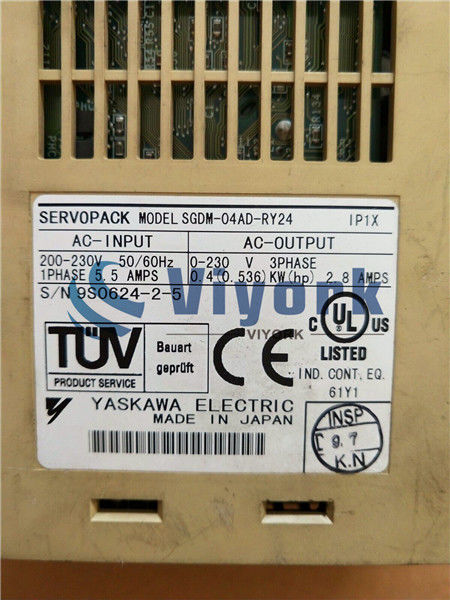 SERVOPACK MODEL SGDM-04AD-RY24 IP1X
AC-INPUT AC-OUTPUT
200-230V 50/60Hz 0-230 V 3PHASE
1PHASE 5.5 AMPS 0.4(0.536)KW(hp) 2.8 AMPS
S/N 9S0624-2-5
Viyork
VIYORK
TÜV
PRODUCT SERVICE
Bauart
geprüft
CE
C UL US
LISTED
IND. CONT. EQ.
61Y1
YASKAWA ELECTRIC
MADE IN JAPAN
INSP
9.7
K.N